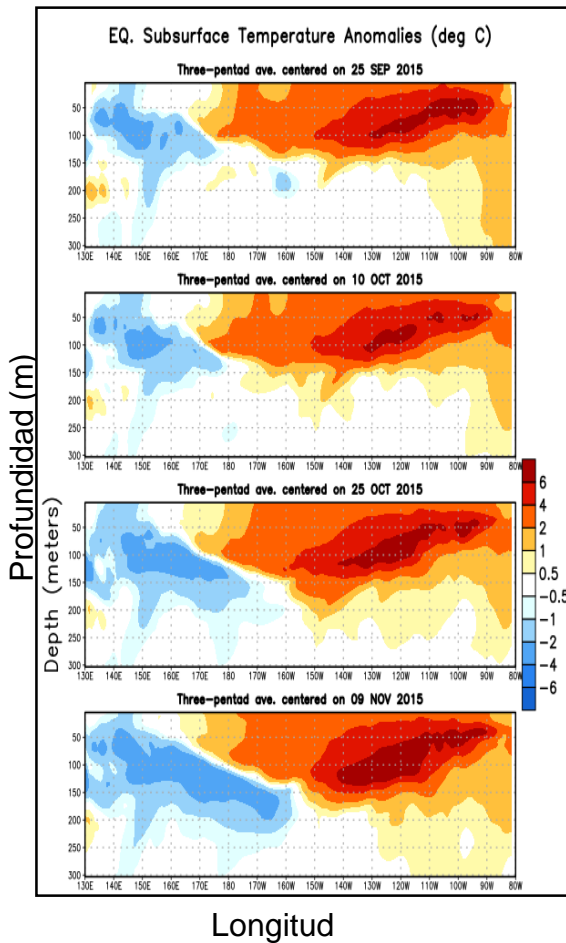 EQ. Subsurface Temperature Anomalies (deg C)
Three-pentad ave. centered on 25 SEP 2015
50
100
150
200
250
300
130E 140E 150E 160E 170E 180 170W 160W 150W 140W 130W 120W 110W 100W 90W 80W
Three-pentad ave. centered on 10 OCT 2015
50
100
150
200
250
300
130E 140E 150E 160E 170E 180 170W 160W 150W 140W 130W 120W 110W 100W 90W 80W
Three-pentad ave. centered on 25 OCT 2015
50
100
150
200
250
300
130E 140E 150E 160E 170E 180 170W 160W 150W 140W 130W 120W 110W 100W 90W 80W
Three-pentad ave. centered on 09 NOV 2015
50
100
150
200
250
300
130E 140E 150E 160E 170E 180 170W 160W 150W 140W 130W 120W 110W 100W 90W 80W
Profundidad (m)
Depth (meters)
6
4
2
1
0.5
-0.5
-1
-2
-4
-6
Longitud